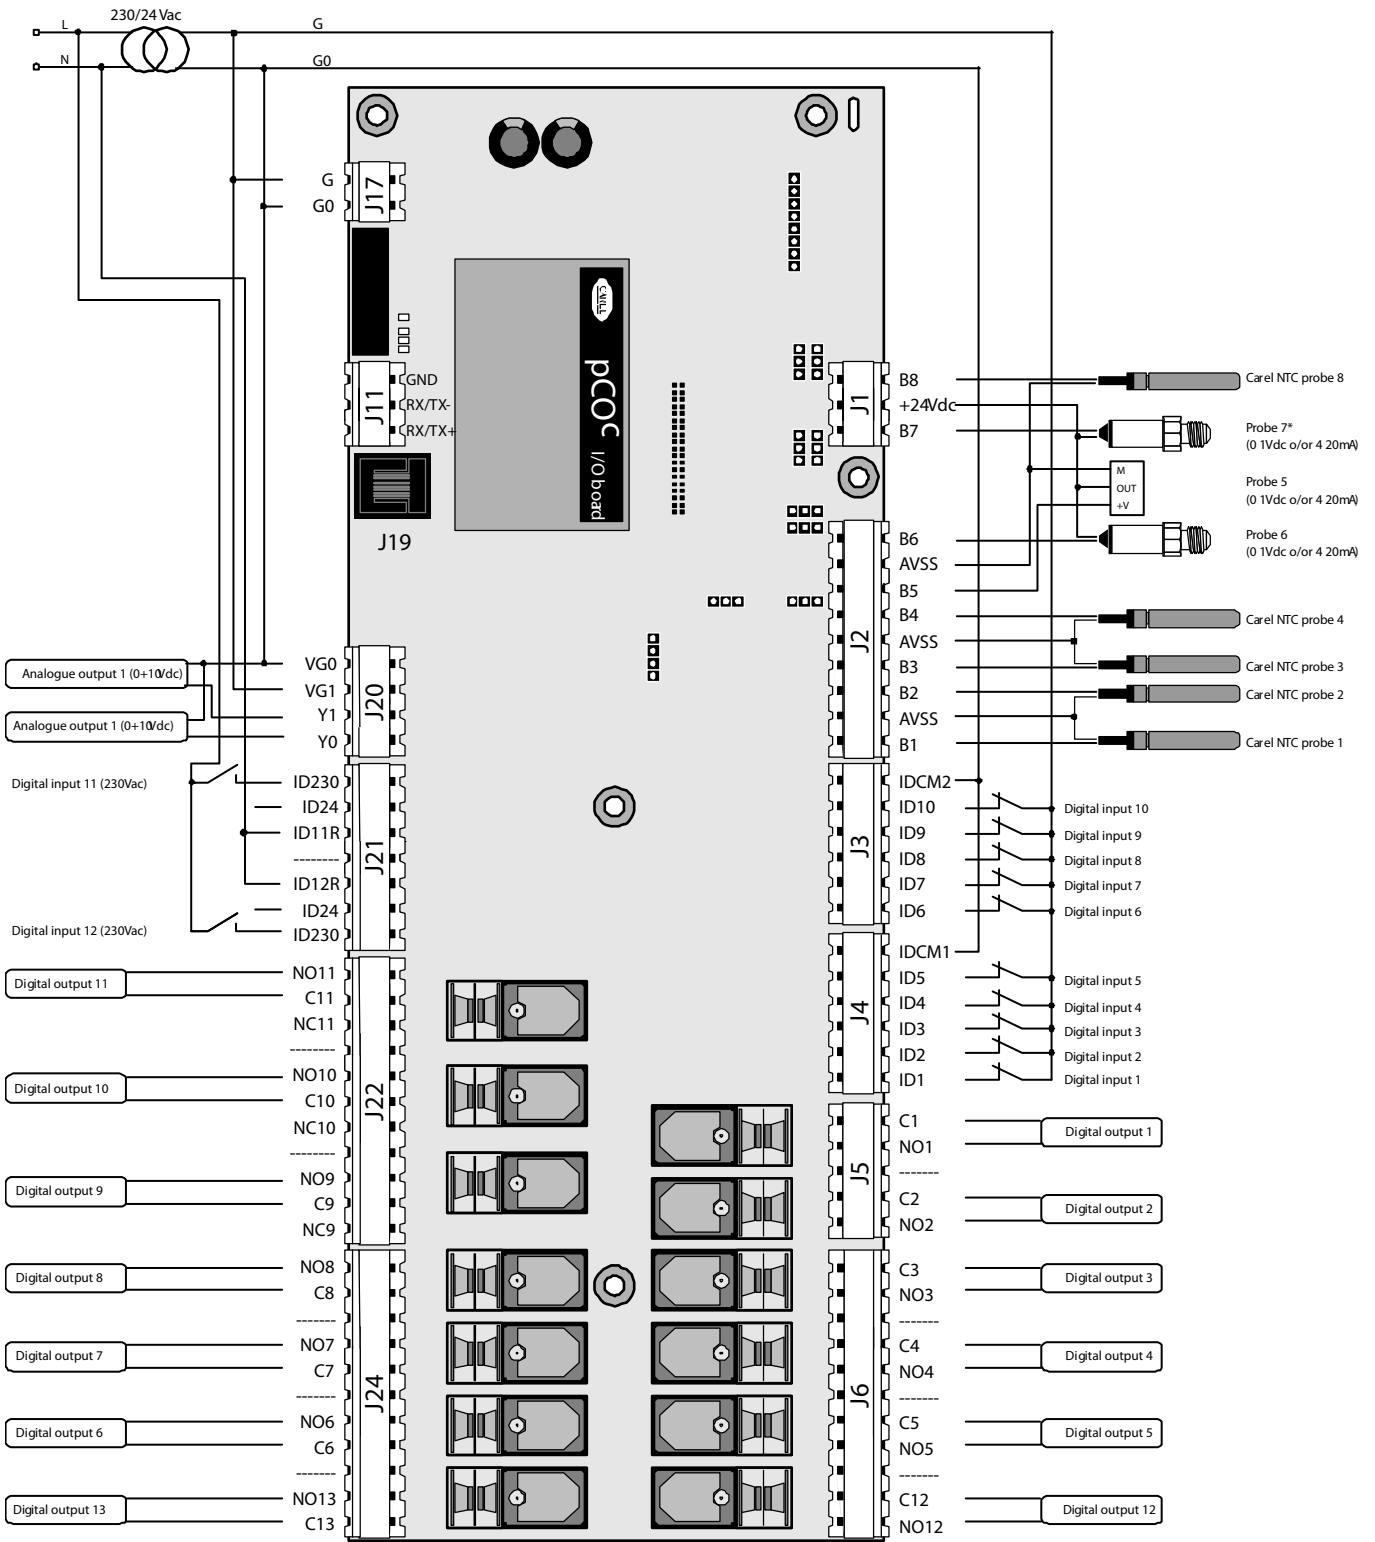 230/24 Vac
L
G
N
G0
G
G0
J17
CAREL
pCOC
I/O board
GND
RX/TX-
RX/TX+
J11
J19
B8
+24Vdc
B7
J1
Carel NTC probe 8
Probe 7*
(0 1Vdc o/or 4 20mA)
M
OUT
+V
Probe 5
(0 1Vdc o/or 4 20mA)
Probe 6
(0 1Vdc o/or 4 20mA)
B6
AVSS
B5
B4
AVSS
B3
B2
AVSS
B1
J2
Carel NTC probe 4
Carel NTC probe 3
Carel NTC probe 2
Carel NTC probe 1
Analogue output 1 (0+10Vdc)
Analogue output 1 (0+10Vdc)
VG0
VG1
Y1
Y0
J20
Digital input 11 (230Vac)
Digital input 12 (230Vac)
ID230
ID24
ID11R
--------
ID12R
ID24
ID230
J21
IDCM2
ID10
ID9
ID8
ID7
ID6
J3
Digital input 10
Digital input 9
Digital input 8
Digital input 7
Digital input 6
IDCM1
ID5
ID4
ID3
ID2
ID1
J4
Digital input 5
Digital input 4
Digital input 3
Digital input 2
Digital input 1
Digital output 11
Digital output 10
Digital output 9
NO11
C11
NC11
--------
NO10
C10
NC10
--------
NO9
C9
NC9
J22
C1
NO1
-------
C2
NO2
J5
Digital output 1
Digital output 2
Digital output 8
Digital output 7
Digital output 6
Digital output 13
NO8
C8
-------
NO7
C7
-------
NO6
C6
-------
NO13
C13
J24
C3
NO3
-------
C4
NO4
-------
C5
NO5
-------
C12
NO12
J6
Digital output 3
Digital output 4
Digital output 5
Digital output 12